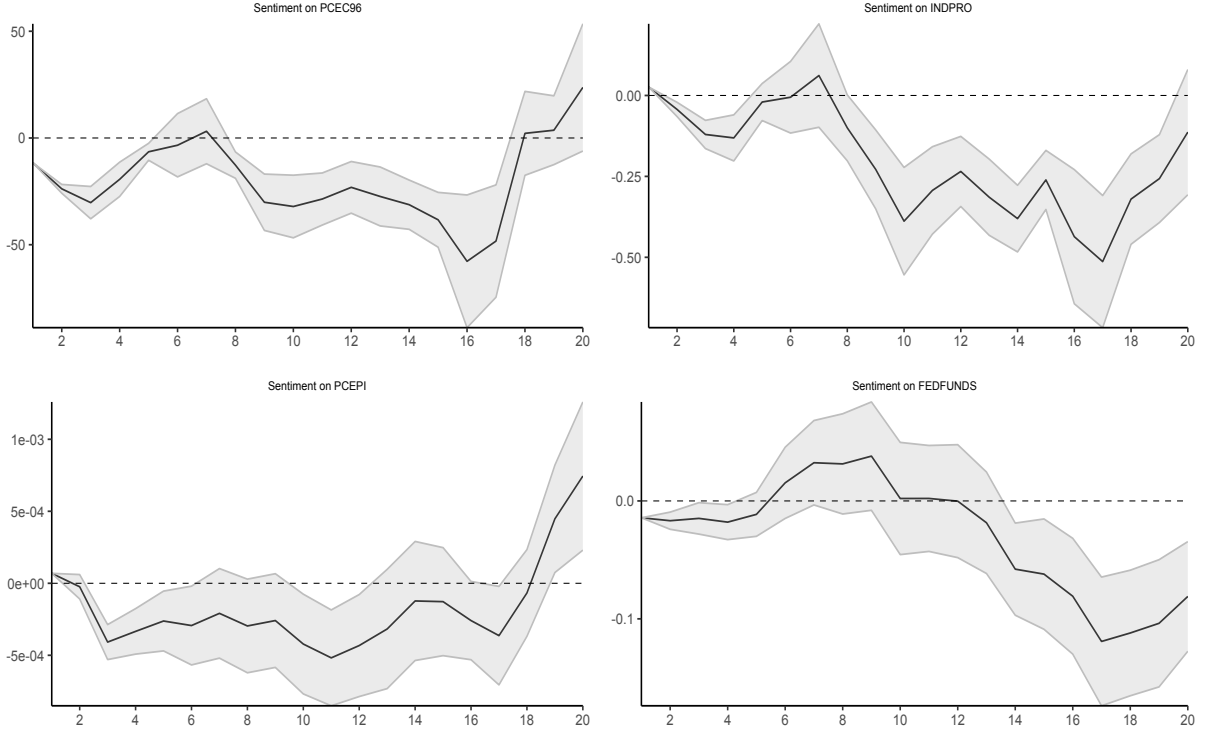 Sentiment on PCEC96
50
0
-50
2 4 6 8 10 12 14 16 18 20
Sentiment on INDPRO
0.00
-0.25
-0.50
2 4 6 8 10 12 14 16 18 20
Sentiment on PCEPI
1e-03
5e-04
0e+00
-5e-04
2 4 6 8 10 12 14 16 18 20
Sentiment on FEDFUNDS
0.0
-0.1
2 4 6 8 10 12 14 16 18 20